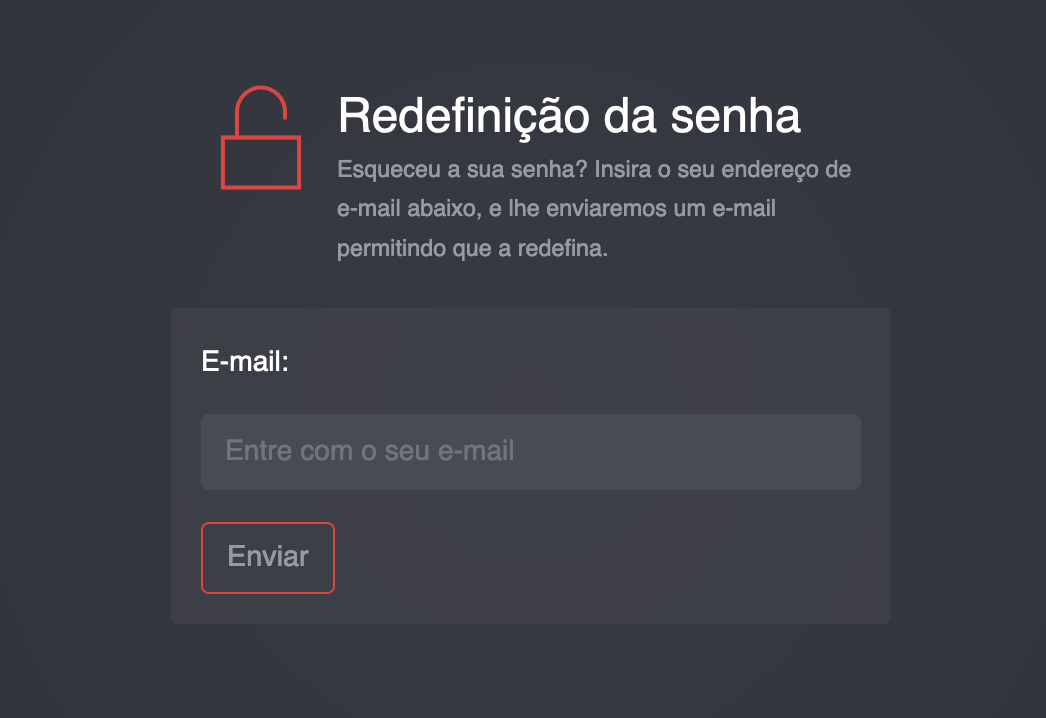 Redefinição da senha
Esqueceu a sua senha? Insira o seu endereço de
e-mail abaixo, e lhe enviaremos um e-mail
permitindo que a redefina.
E-mail:
Entre com o seu e-mail
Enviar